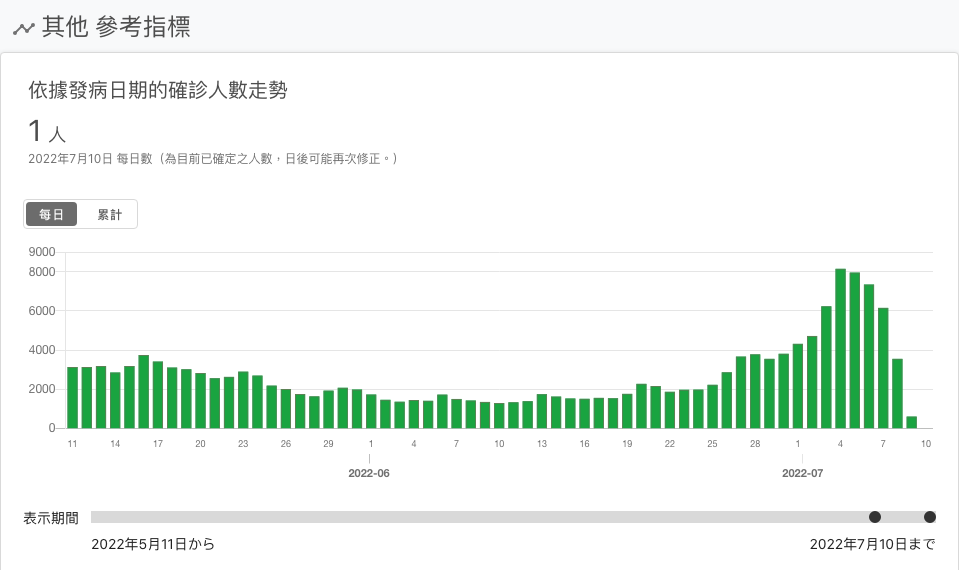 其他 參考指標
依據發病日期的確診人數走勢
1 人
2022年7月10日 每日數（為目前已確定之人數，日後可能再次修正。）
每日 累計
9000
8000
6000
4000
2000
0
11 14 17 20 23 26 29 1 4 7 10 13 16 19 22 25 28 1 4 7 10
2022-06 2022-07
表示期間
2022年5月11日から 2022年7月10日まで